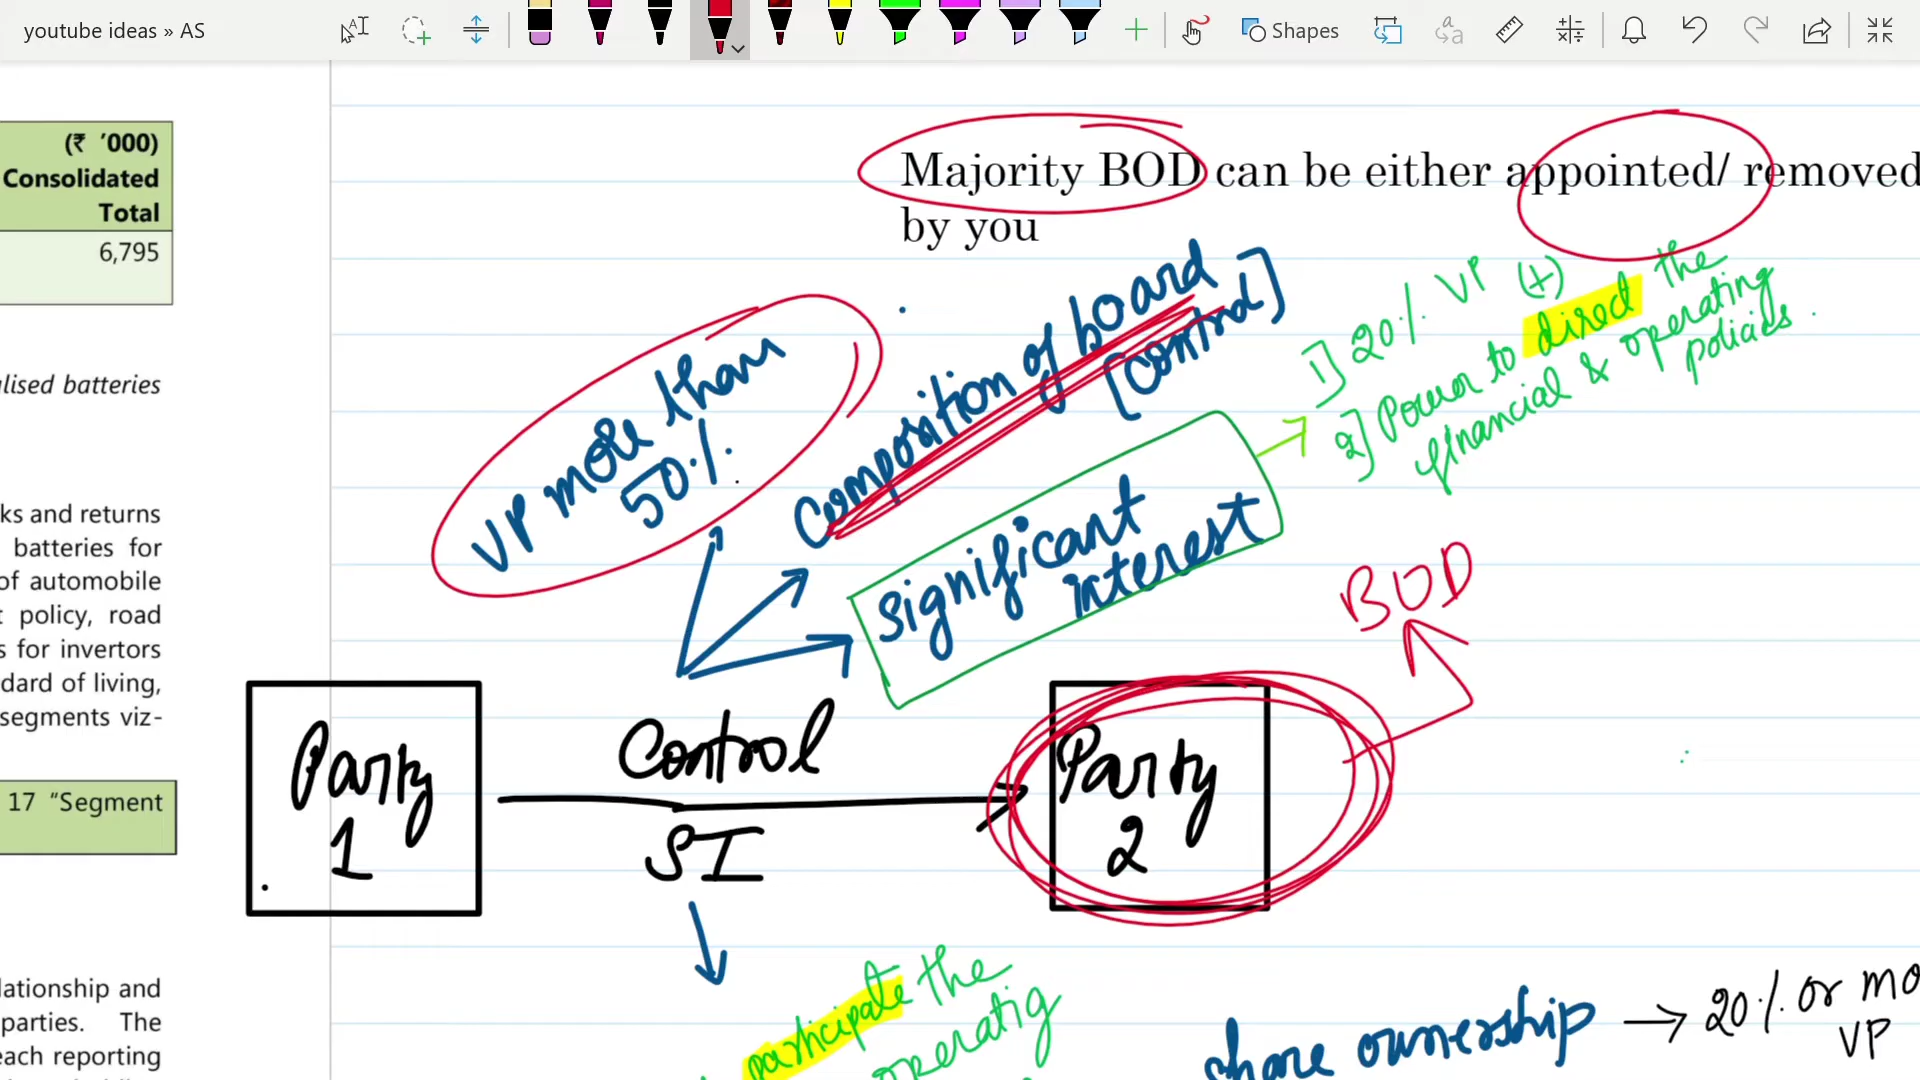 youtube ideas » AS
Shapes
(₹ ’000)
Consolidated
Total
6,795
alised batteries
ks and returns
batteries for
of automobile
t policy, road
s for invertors
dard of living,
segments viz-
17 “Segment
lationship and
parties. The
each reporting
Majority BOD can be either appointed/ removed
by you
VP more than
50%
Composition of board
[Control]
Significant
interest
1] 20% VP (+)
2] Power to direct the
financial & operating
policies.
BOD
Party
1
Control
SI
Party
2
participate the
operatig
share ownership → 20% or mo
VP